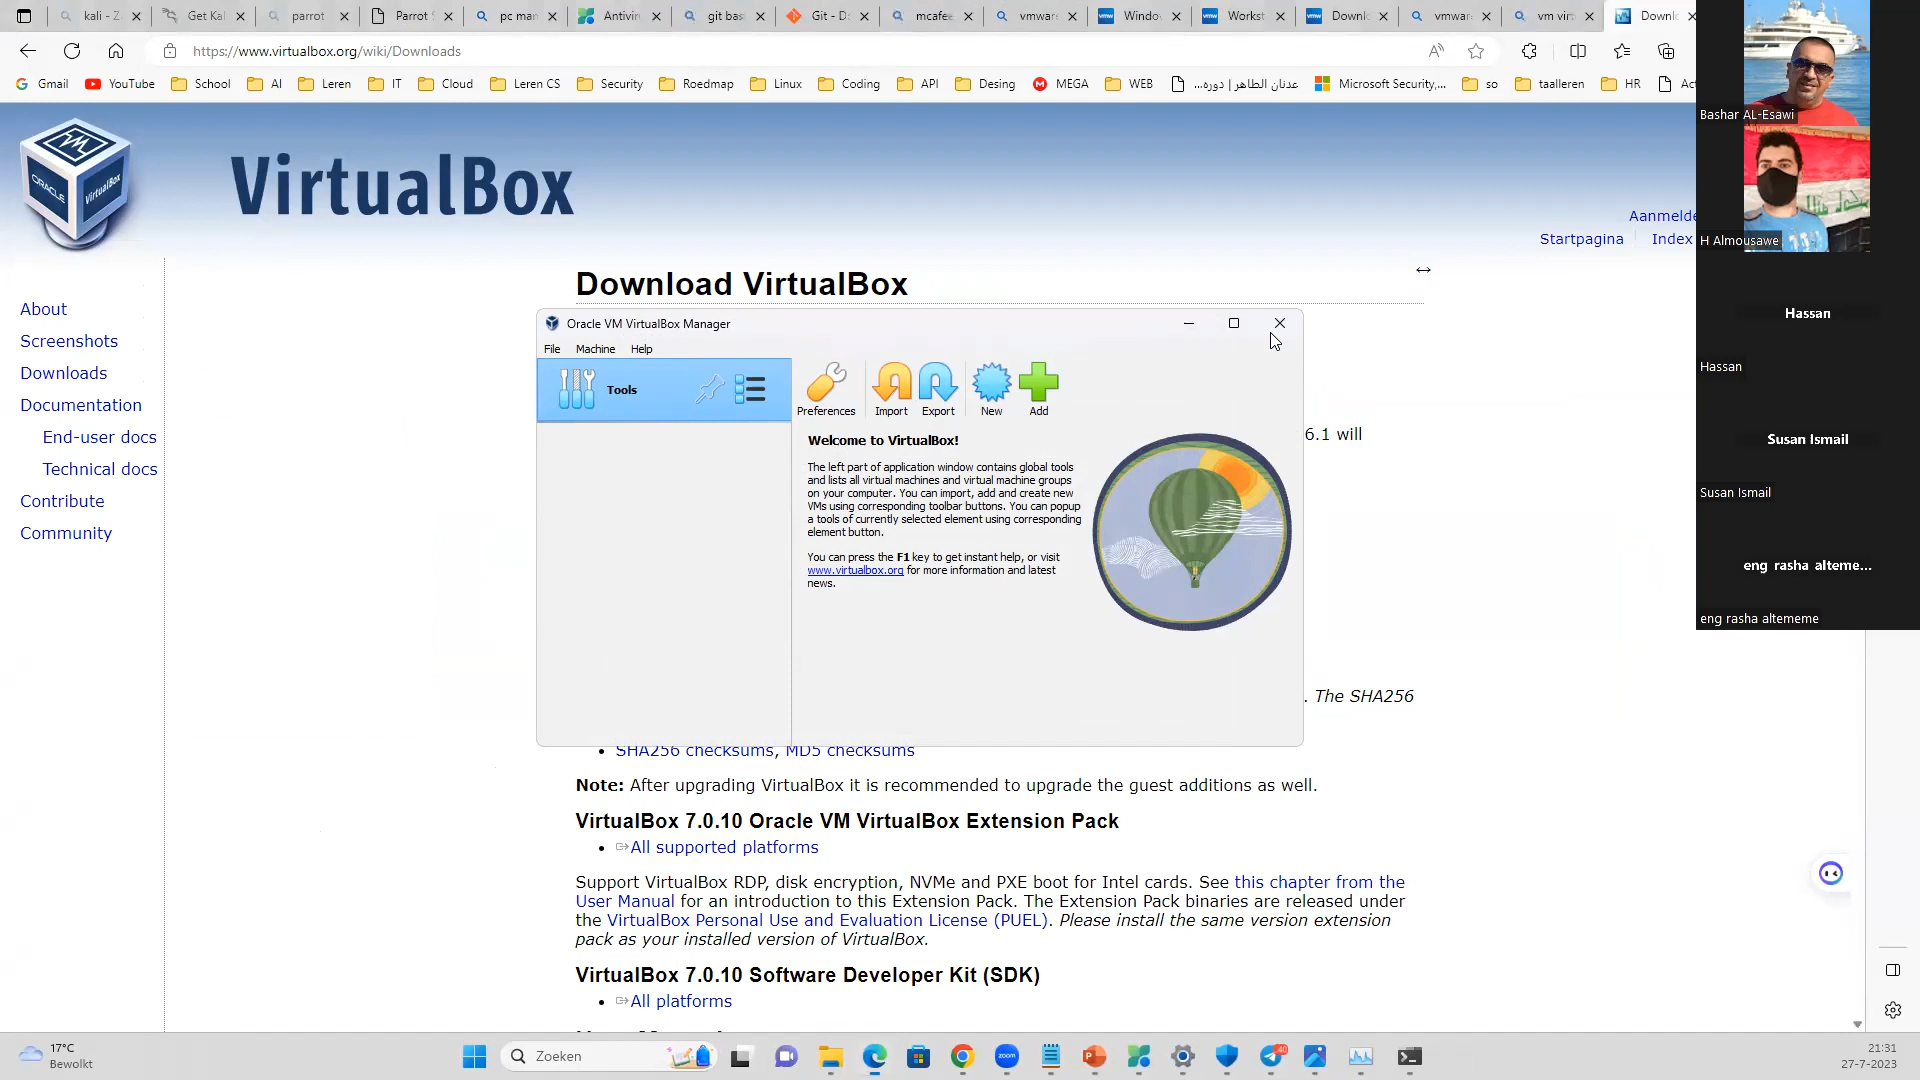 kali - Z
Get Kal
parrot
Parrot S
pc man
Antivir
git bas
Git - D
mcafee
vmwar
Windo
Workst
Downl
vmwar
vm virt
Downl
https://www.virtualbox.org/wiki/Downloads
Gmail
YouTube
School
AI
Leren
IT
Cloud
Leren CS
Security
Roedmap
Linux
Coding
API
Desing
MEGA
WEB
عدنان الطاهر | دوره...
Microsoft Security,...
so
taalleren
HR
Act
ORACLE
VirtualBox
VirtualBox
Aanmelde
Startpagina
Index
About
Screenshots
Downloads
Documentation
End-user docs
Technical docs
Contribute
Community
Download VirtualBox
Oracle VM VirtualBox Manager
File
Machine
Help
Tools
Preferences
Import
Export
New
Add
Welcome to VirtualBox!
The left part of application window contains global tools
and lists all virtual machines and virtual machine groups
on your computer. You can import, add and create new
VMs using corresponding toolbar buttons. You can popup
a tools of currently selected element using corresponding
element button.
You can press the F1 key to get instant help, or visit
www.virtualbox.org for more information and latest
news.
6.1 will
. The SHA256
SHA256 checksums, MD5 checksums
Note: After upgrading VirtualBox it is recommended to upgrade the guest additions as well.
VirtualBox 7.0.10 Oracle VM VirtualBox Extension Pack
All supported platforms
Support VirtualBox RDP, disk encryption, NVMe and PXE boot for Intel cards. See this chapter from the
User Manual for an introduction to this Extension Pack. The Extension Pack binaries are released under
the VirtualBox Personal Use and Evaluation License (PUEL). Please install the same version extension
pack as your installed version of VirtualBox.
VirtualBox 7.0.10 Software Developer Kit (SDK)
All platforms
Bashar AL-Esawi
H Almousawe
Hassan
Hassan
Susan Ismail
Susan Ismail
eng rasha alteme...
eng rasha altememe
17°C
Bewolkt
Zoeken
zoom
40
21:31
27-7-2023